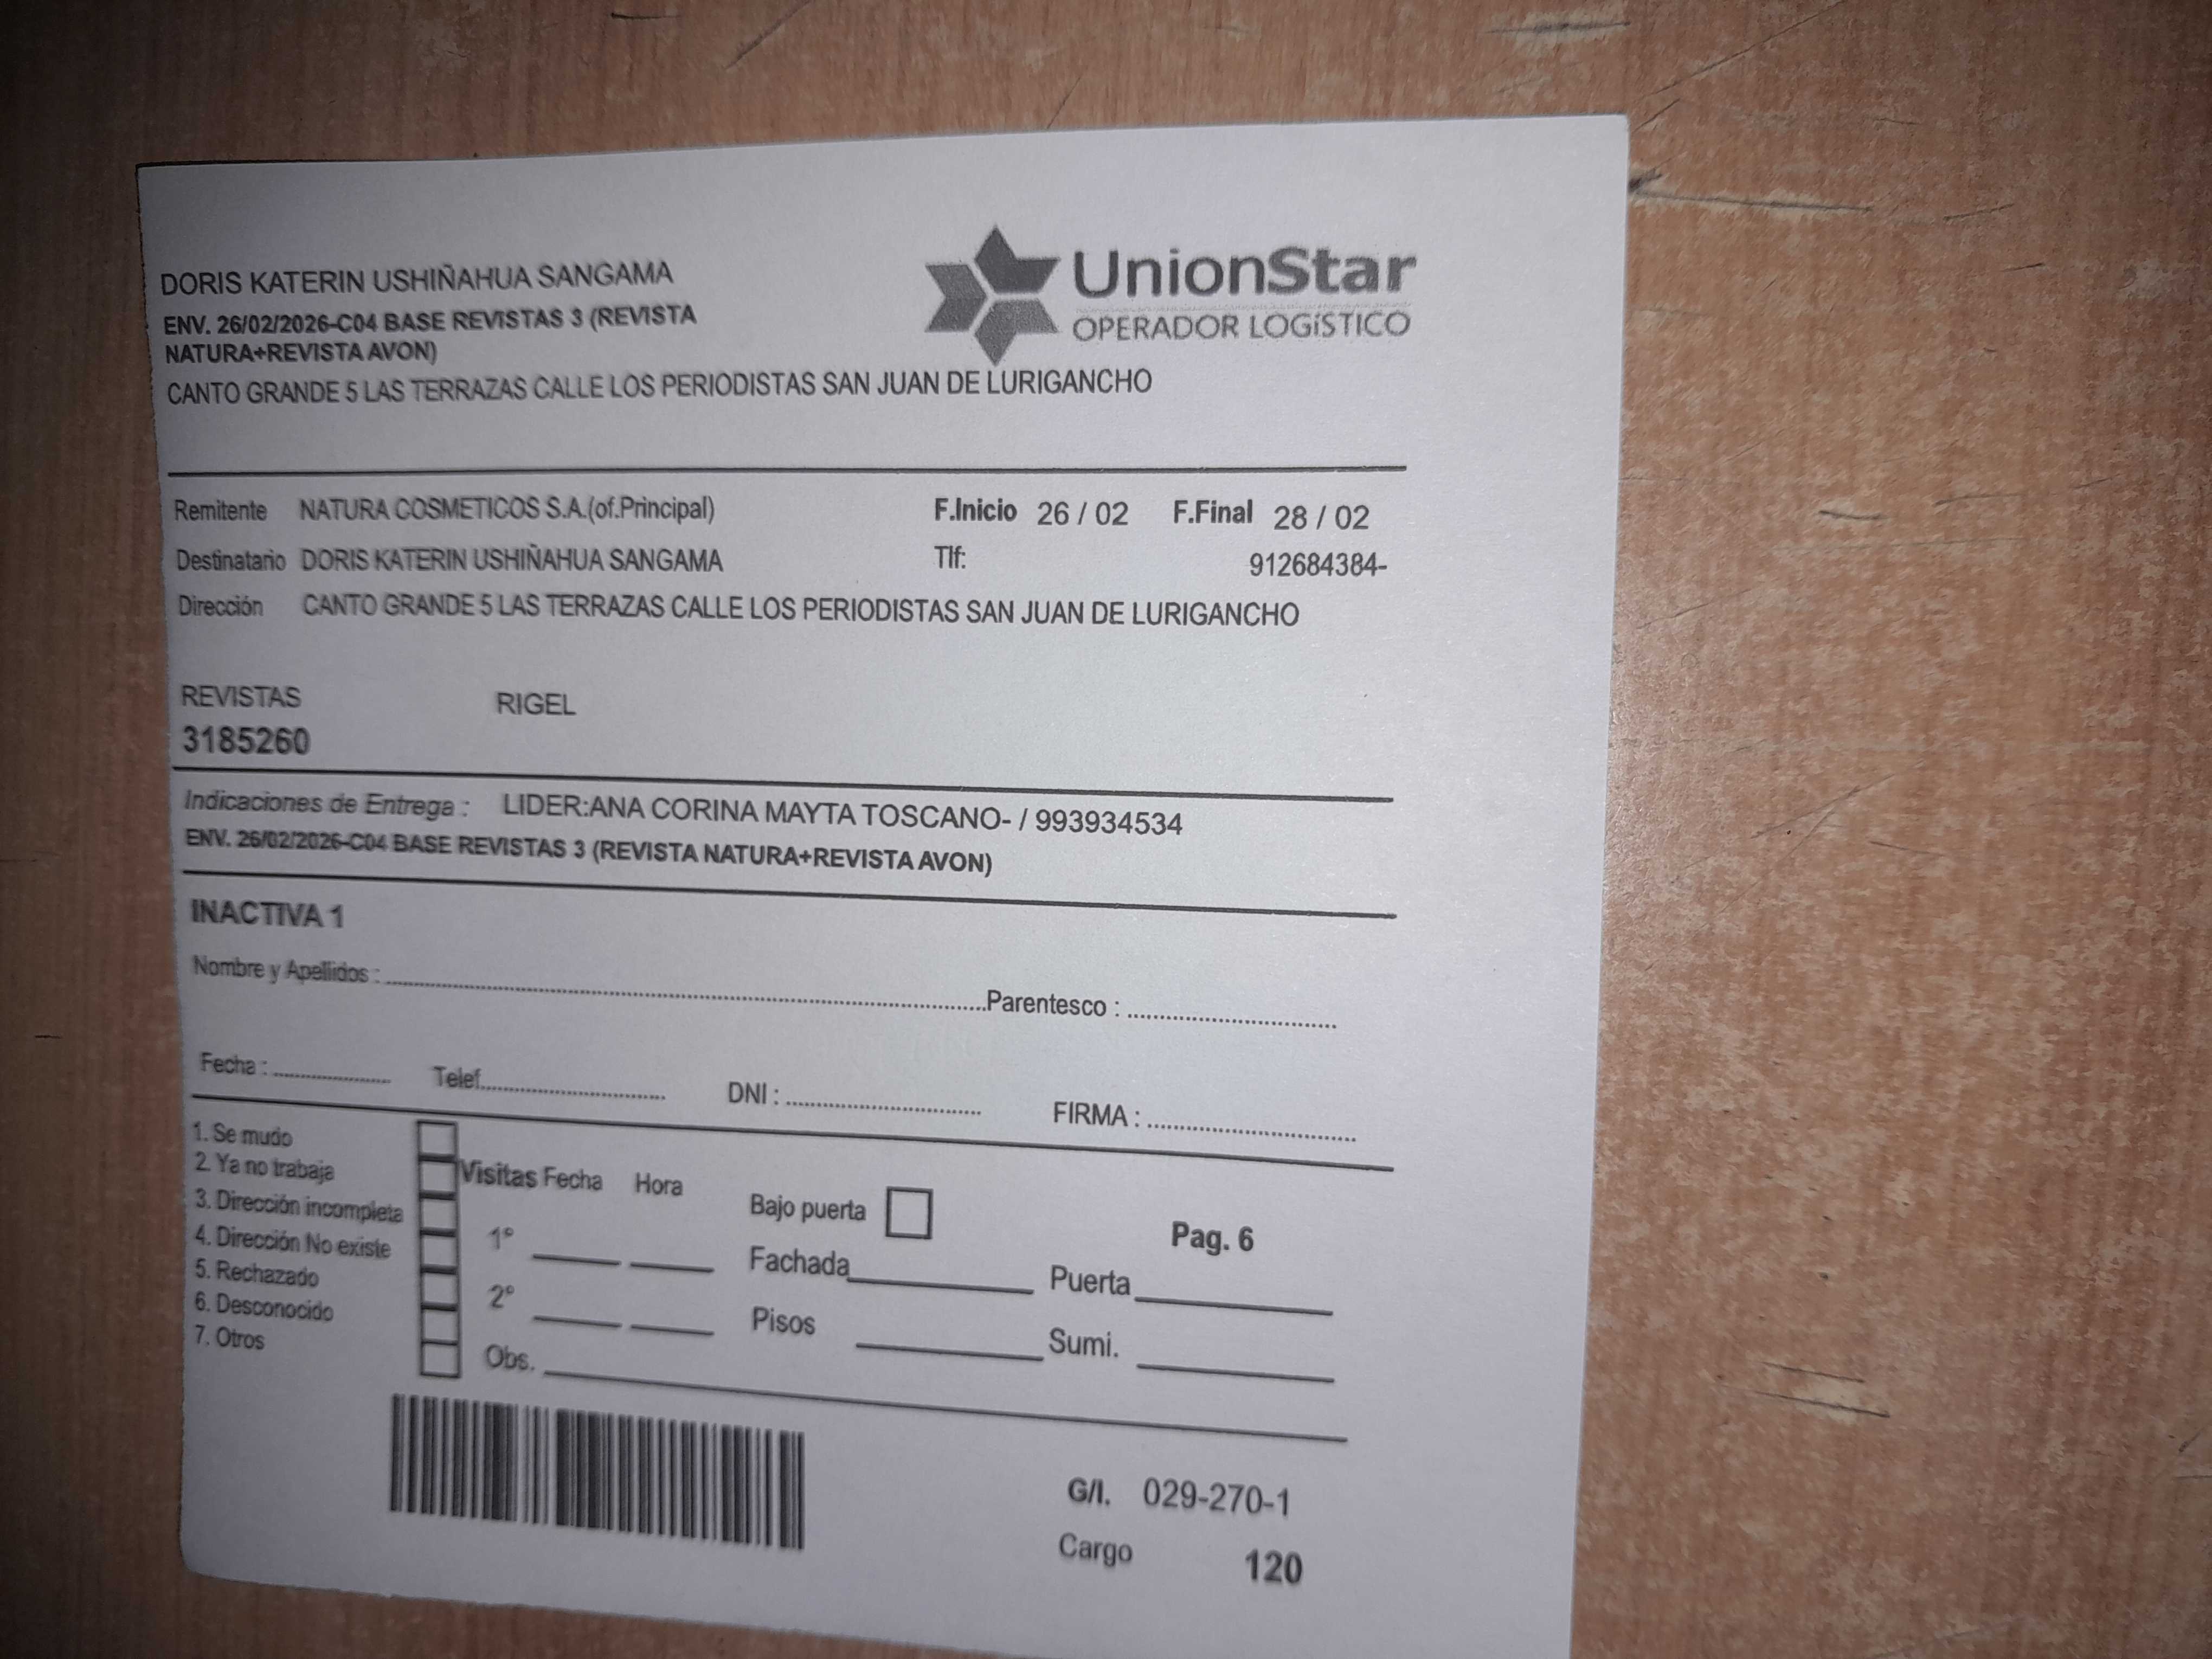 DORIS KATERIN USHIÑAHUA SANGAMA
ENV. 26/02/2026-C04 BASE REVISTAS 3 (REVISTA
NATURA+REVISTA AVON)
CANTO GRANDE 5 LAS TERRAZAS CALLE LOS PERIODISTAS SAN JUAN DE LURIGANCHO
UnionStar
OPERADOR LOGíSTICO
Remitente NATURA COSMETICOS S.A.(of.Principal) F.Inicio 26 / 02 F.Final 28 / 02
Destinatario DORIS KATERIN USHIÑAHUA SANGAMA Tlf: 912684384-
Dirección CANTO GRANDE 5 LAS TERRAZAS CALLE LOS PERIODISTAS SAN JUAN DE LURIGANCHO
REVISTAS RIGEL
3185260
Indicaciones de Entrega : LIDER:ANA CORINA MAYTA TOSCANO- / 993934534
ENV. 26/02/2026-C04 BASE REVISTAS 3 (REVISTA NATURA+REVISTA AVON)
INACTIVA 1
Nombre y Apellidos : Parentesco :
Fecha : Telef. DNI : FIRMA :
1. Se mudo
2. Ya no trabaja
3. Dirección incompleta
4. Dirección No existe
5. Rechazado
6. Desconocido
7. Otros
Visitas Fecha Hora
1°
2°
Obs.
Bajo puerta
Fachada
Pisos
Pag. 6
Puerta
Sumi.
G/I. 029-270-1
Cargo 120